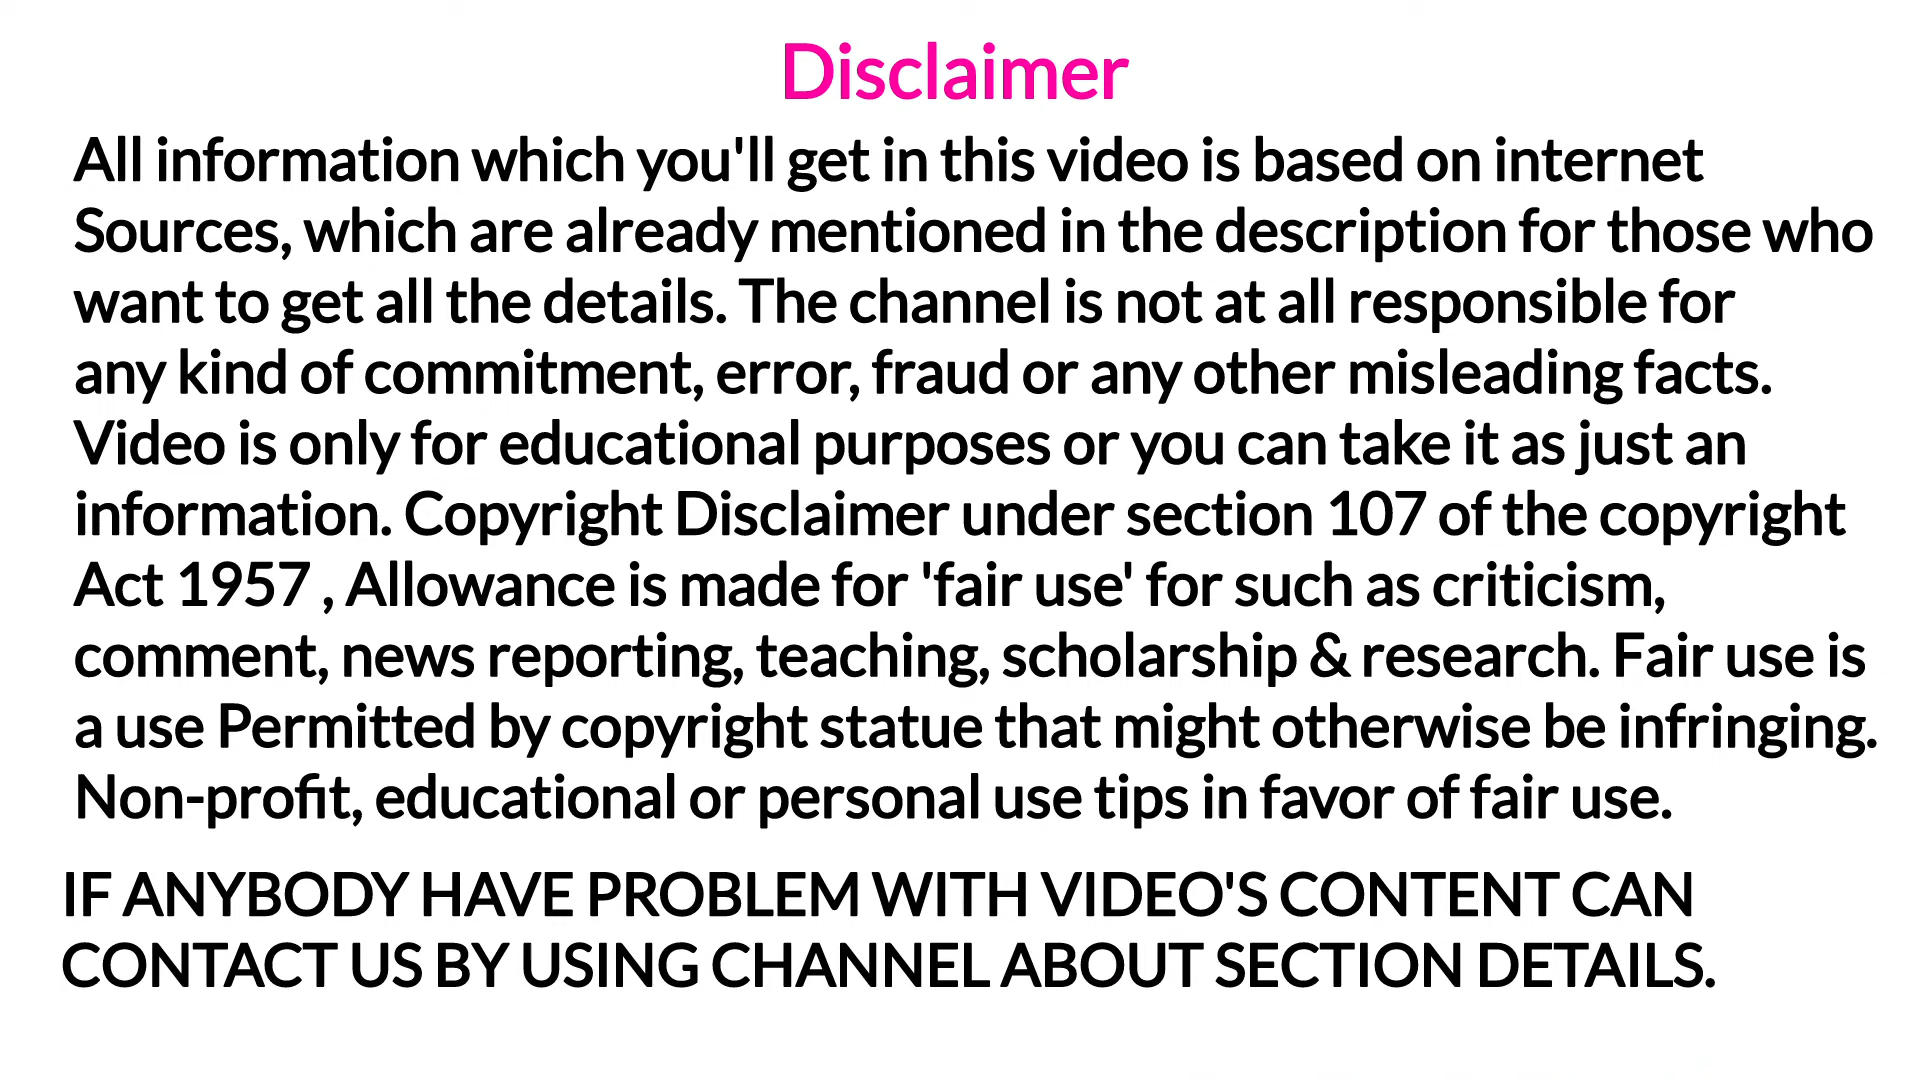 Disclaimer
All information which you'll get in this video is based on internet
Sources, which are already mentioned in the description for those who
want to get all the details. The channel is not at all responsible for
any kind of commitment, error, fraud or any other misleading facts.
Video is only for educational purposes or you can take it as just an
information. Copyright Disclaimer under section 107 of the copyright
Act 1957 , Allowance is made for 'fair use' for such as criticism,
comment, news reporting, teaching, scholarship & research. Fair use is
a use Permitted by copyright statue that might otherwise be infringing.
Non-profit, educational or personal use tips in favor of fair use.
IF ANYBODY HAVE PROBLEM WITH VIDEO'S CONTENT CAN
CONTACT US BY USING CHANNEL ABOUT SECTION DETAILS.